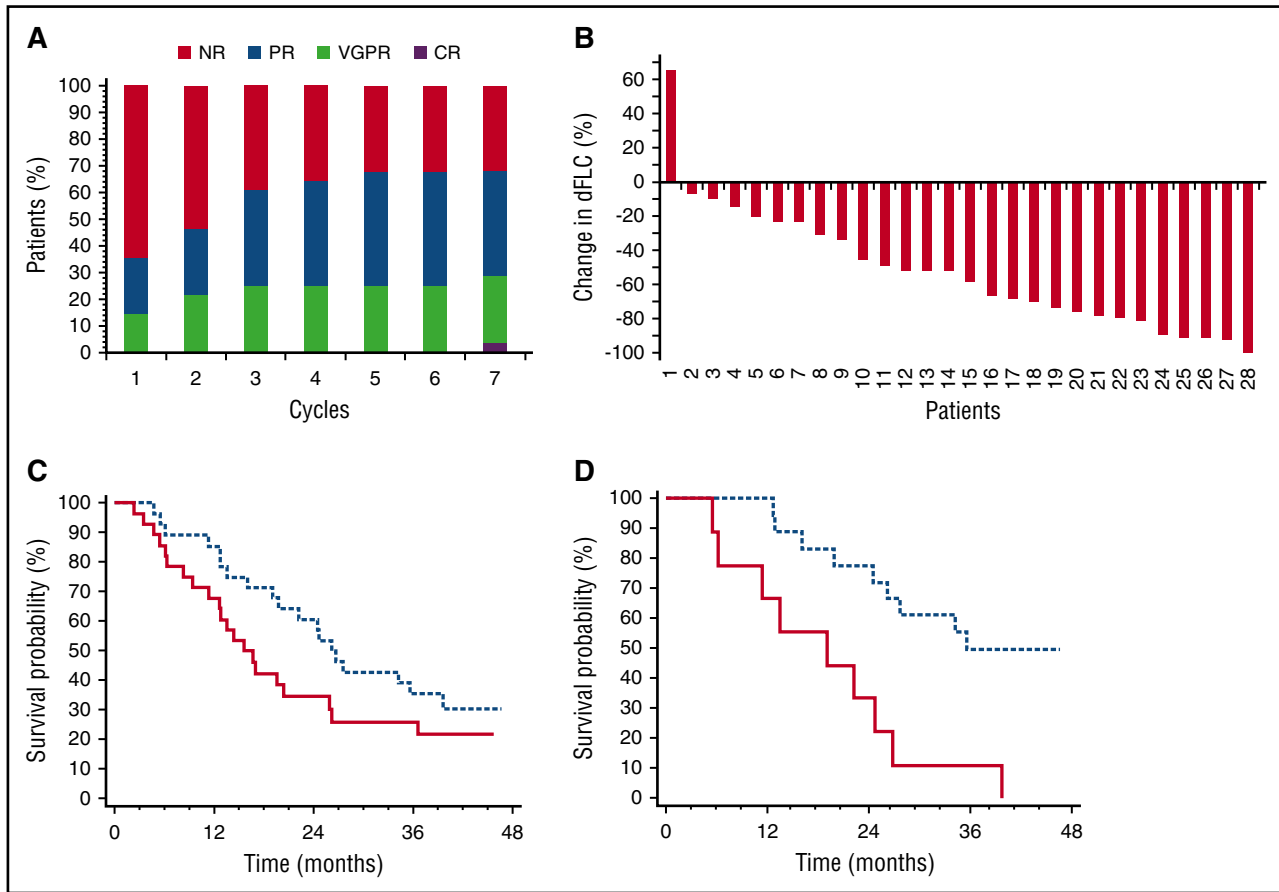 A
NR PR VGPR CR
100
90
80
70
60
50
40
30
20
10
0
Patients (%)
1 2 3 4 5 6 7
Cycles
B
60
40
20
0
-20
-40
-60
-80
-100
Change in dFLC (%)
1 2 3 4 5 6 7 8 9 10 11 12 13 14 15 16 17 18 19 20 21 22 23 24 25 26 27 28
Patients
C
100
90
80
70
60
50
40
30
20
10
0
Survival probability (%)
0 12 24 36 48
Time (months)
D
100
90
80
70
60
50
40
30
20
10
0
Survival probability (%)
0 12 24 36 48
Time (months)